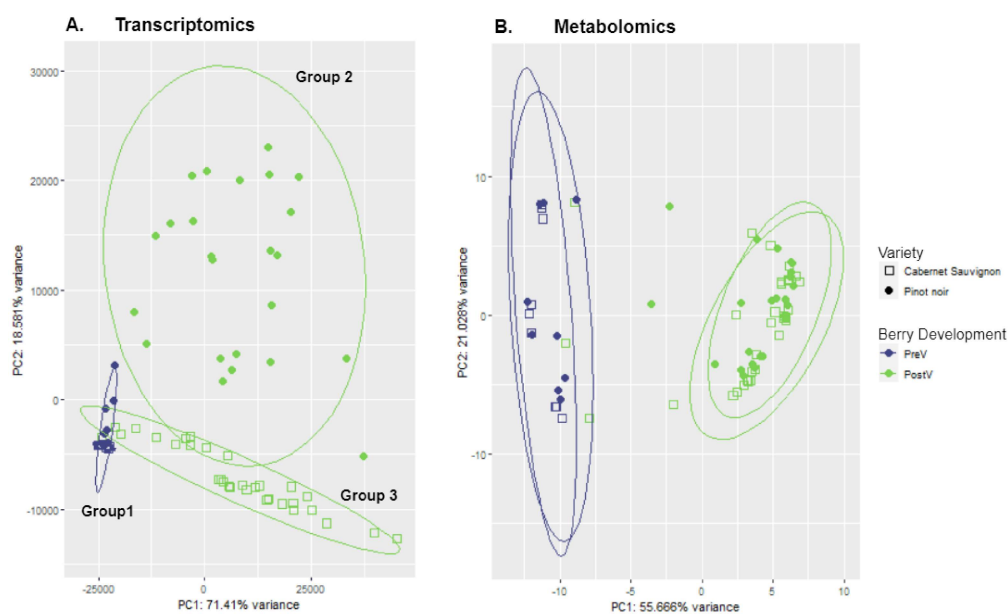 A. Transcriptomics
B. Metabolomics
Group 2
Group 3
Group1
30000
20000
10000
0
-10000
PC2: 18.581% variance
-25000
0
25000
PC1: 71.41% variance
10
0
-10
PC2: 21.028% variance
-10
-5
0
5
10
PC1: 55.666% variance
Variety
Cabernet Sauvignon
Pinot noir
Berry Development
PreV
PostV